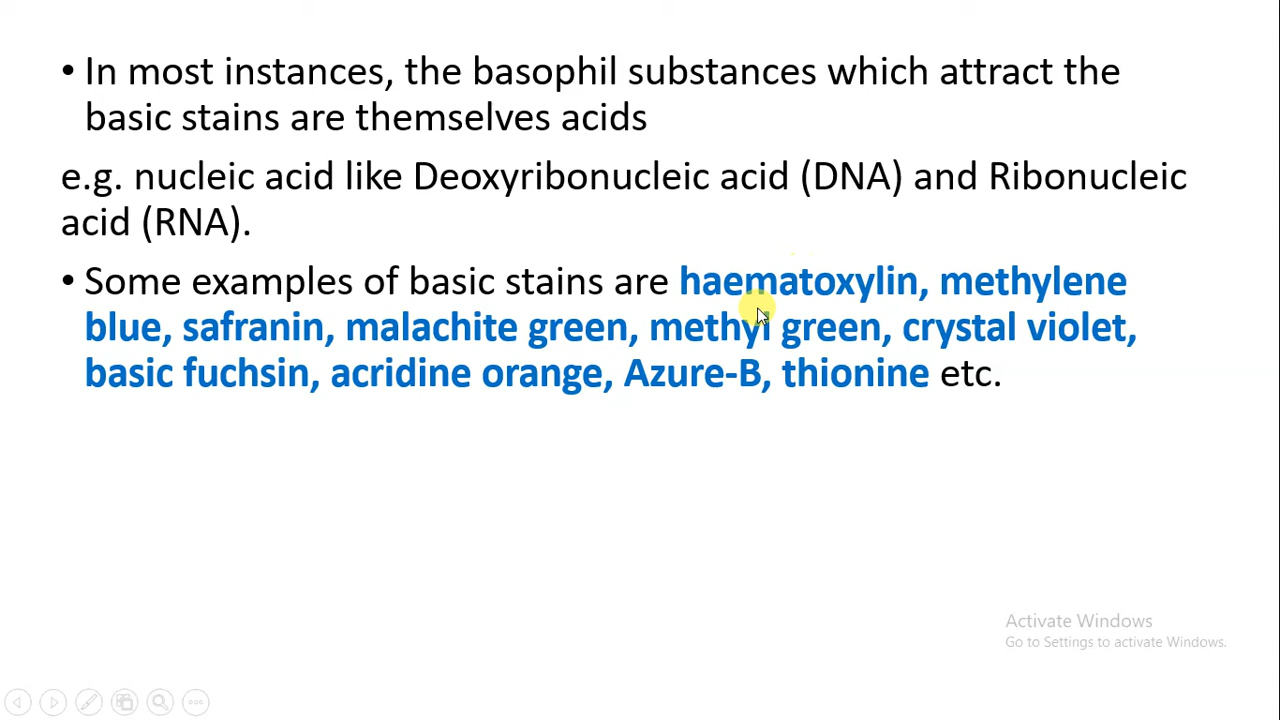 • In most instances, the basophil substances which attract the
basic stains are themselves acids
e.g. nucleic acid like Deoxyribonucleic acid (DNA) and Ribonucleic
acid (RNA).
• Some examples of basic stains are haematoxylin, methylene
blue, safranin, malachite green, methyl green, crystal violet,
basic fuchsin, acridine orange, Azure-B, thionine etc.
Activate Windows
Go to Settings to activate Windows.